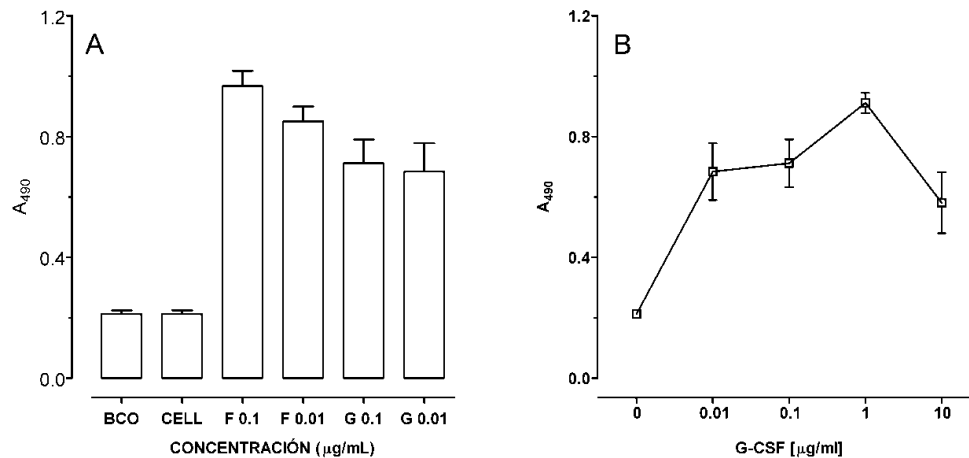 A
1.2
0.8
0.4
0.0
A490
BCO CELL F 0.1 F 0.01 G 0.1 G 0.01
CONCENTRACIÓN (μg/mL)
B
1.2
0.8
0.4
0.0
A490
0 0.01 0.1 1 10
G-CSF [μg/ml]